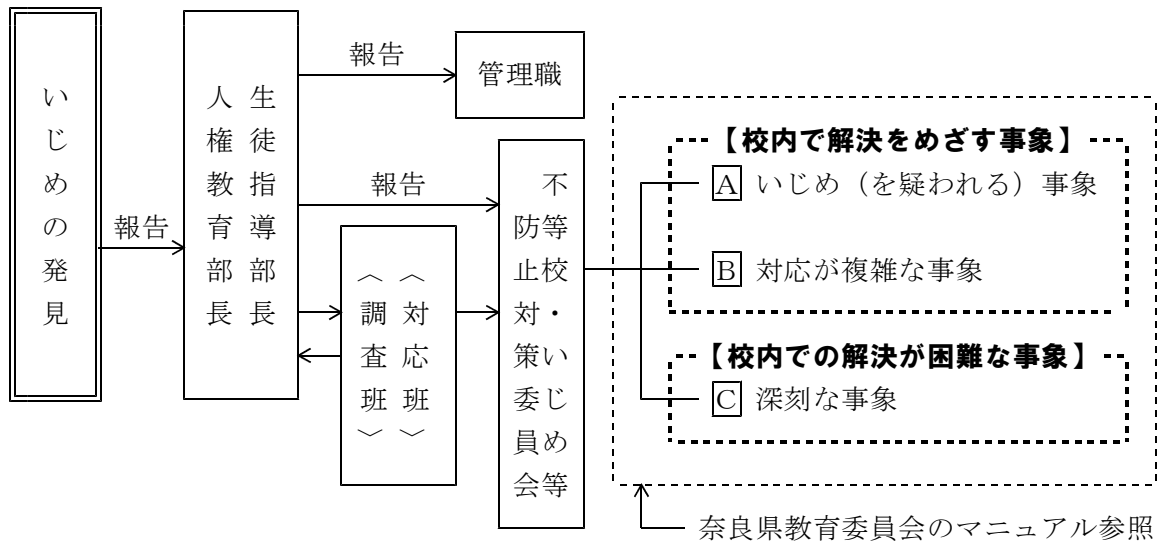 いじめの発見
報告
生徒指導部長
人権教育部長
報告
管理職
報告
〈対応班〉
〈調査班〉
不登校・いじめ等
防止対策委員会
【校内で解決をめざす事象】
A いじめ（を疑われる）事象
B 対応が複雑な事象
【校内での解決が困難な事象】
C 深刻な事象
奈良県教育委員会のマニュアル参照